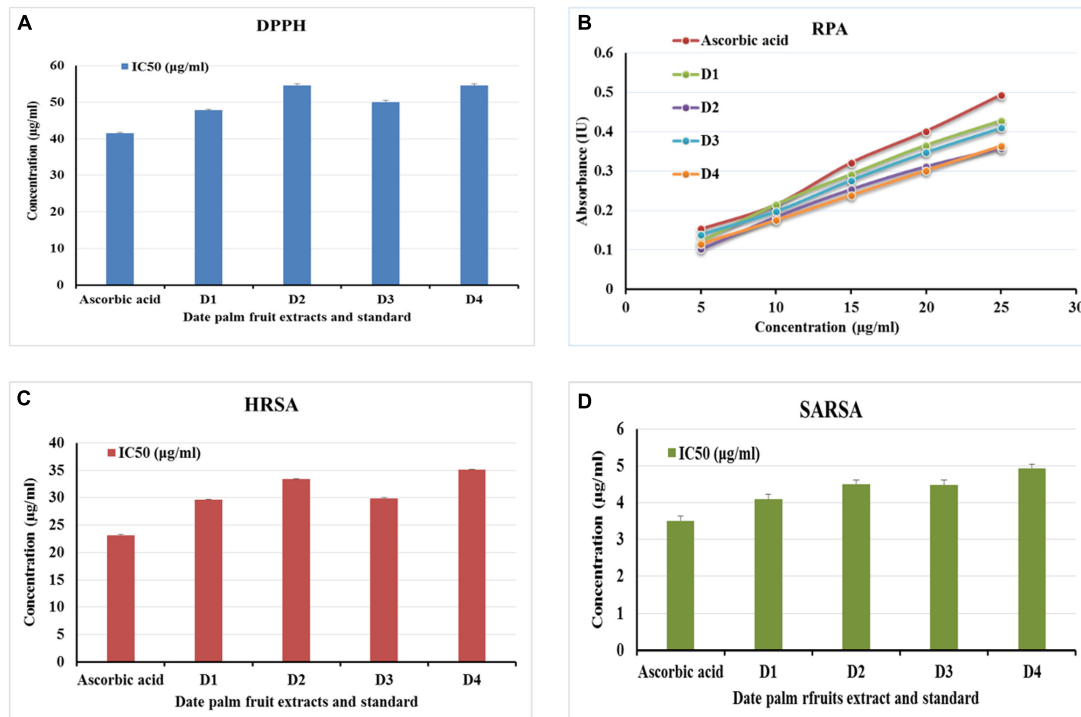 A
DPPH
IC50 (µg/ml)
Concentration (µg/ml)
60
50
40
30
20
10
0
Ascorbic acid D1 D2 D3 D4
Date palm fruit extracts and standard
B
RPA
Ascorbic acid
D1
D2
D3
D4
Absorbance (IU)
0.6
0.5
0.4
0.3
0.2
0.1
0
0 5 10 15 20 25 30
Concentration (µg/ml)
C
HRSA
IC50 (µg/ml)
Concentration (µg/ml)
40
35
30
25
20
15
10
5
0
Ascorbic acid D1 D2 D3 D4
Date palm fruit extracts and standard
D
SARSA
IC50 (µg/ml)
Concentration (µg/ml)
6
5
4
3
2
1
0
Ascorbic acid D1 D2 D3 D4
Date palm rfruits extract and standard